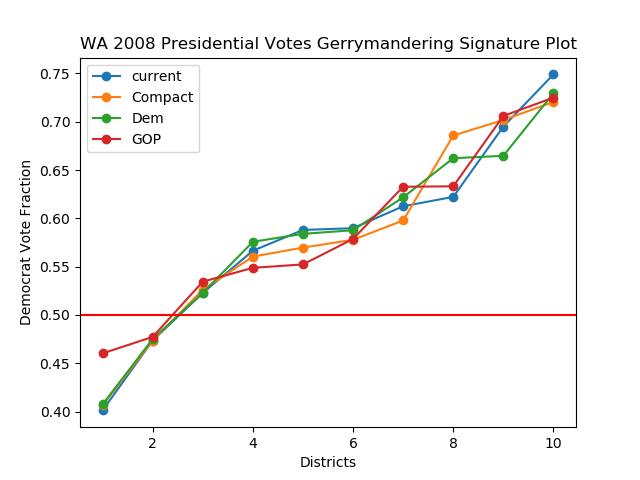 WA 2008 Presidential Votes Gerrymandering Signature Plot
current
Compact
Dem
GOP
Democrat Vote Fraction
0.75
0.70
0.65
0.60
0.55
0.50
0.45
0.40
2 4 6 8 10
Districts